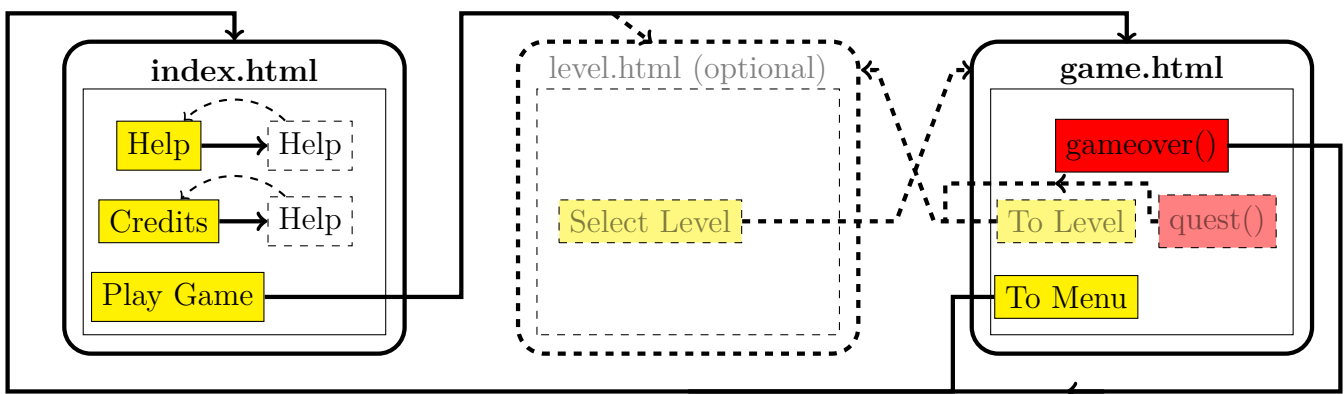 index.html
Help
Help
Credits
Help
Play Game
level.html (optional)
Select Level
game.html
gameover()
To Level
quest()
To Menu